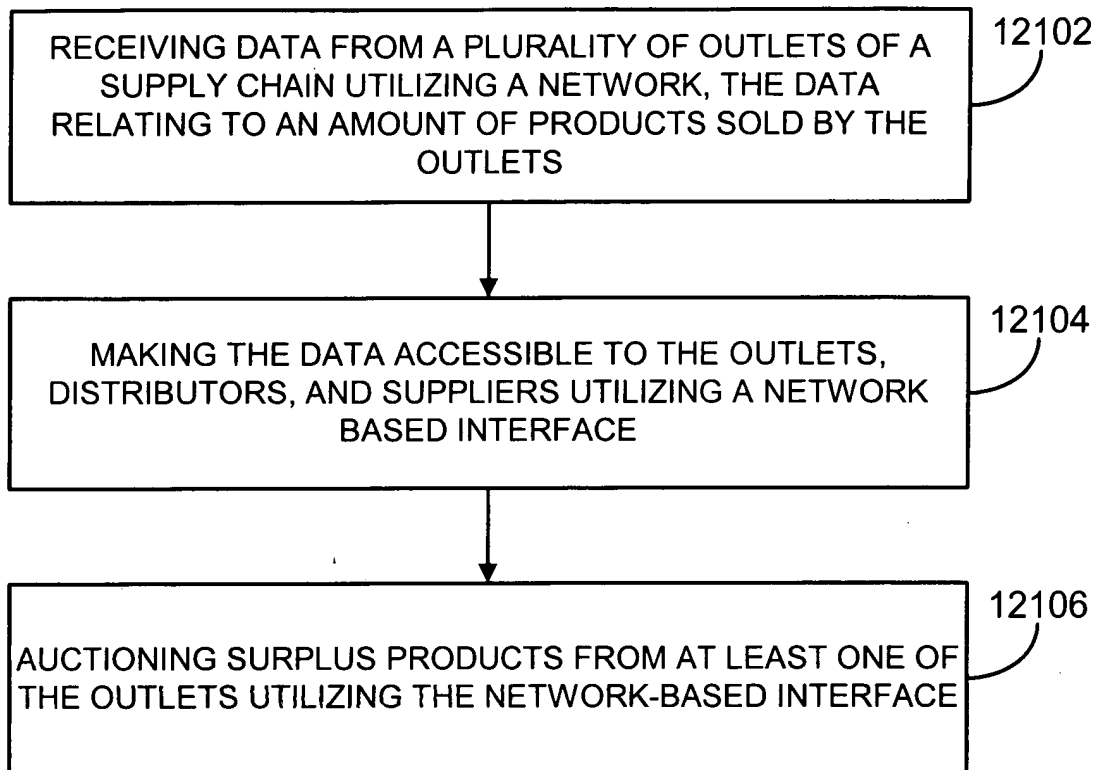 RECEIVING DATA FROM A PLURALITY OF OUTLETS OF A
SUPPLY CHAIN UTILIZING A NETWORK, THE DATA
RELATING TO AN AMOUNT OF PRODUCTS SOLD BY THE
OUTLETS
12102
MAKING THE DATA ACCESSIBLE TO THE OUTLETS,
DISTRIBUTORS, AND SUPPLIERS UTILIZING A NETWORK
BASED INTERFACE
12104
AUCTIONING SURPLUS PRODUCTS FROM AT LEAST ONE OF
THE OUTLETS UTILIZING THE NETWORK-BASED INTERFACE
12106